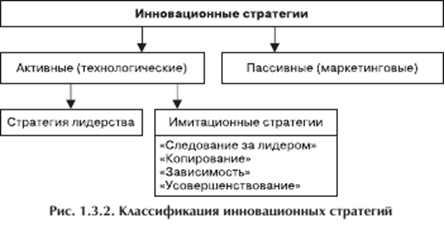 Инновационные стратегии
Активные (технологические)
Пассивные (маркетинговые)
Стратегия лидерства
Имитационные стратегии
«Следование за лидером»
«Копирование»
«Зависимость»
«Усовершенствование»
Рис. 1.3.2. Классификация инновационных стратегий